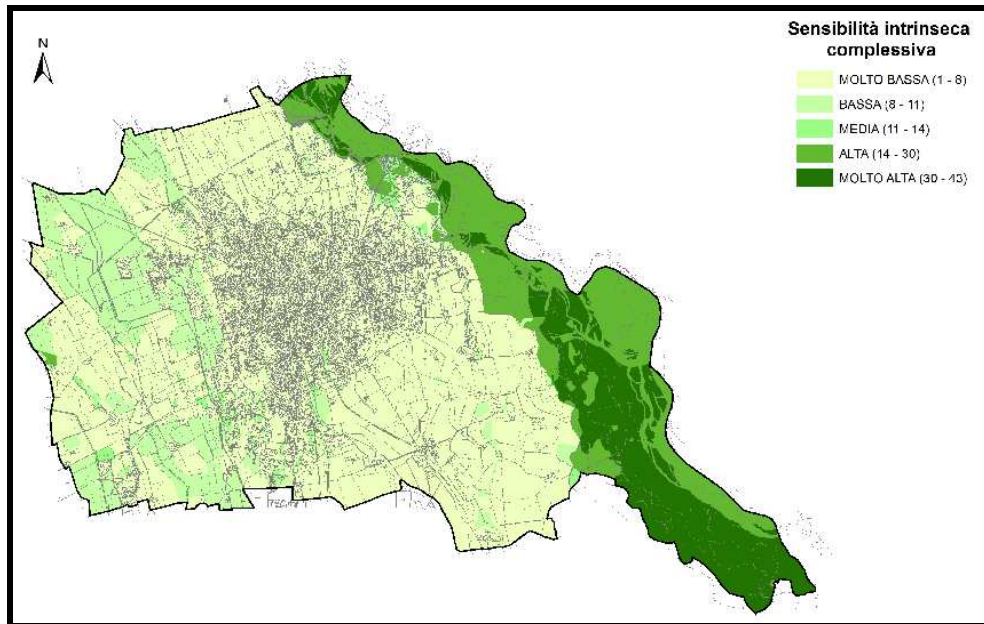 Sensibilità intrinseca
complessiva
N
MOLTO BASSA (1 - 8)
BASSA (8 - 11)
MEDIA (11 - 14)
ALTA (14 - 30)
MOLTO ALTA (30 - 43)